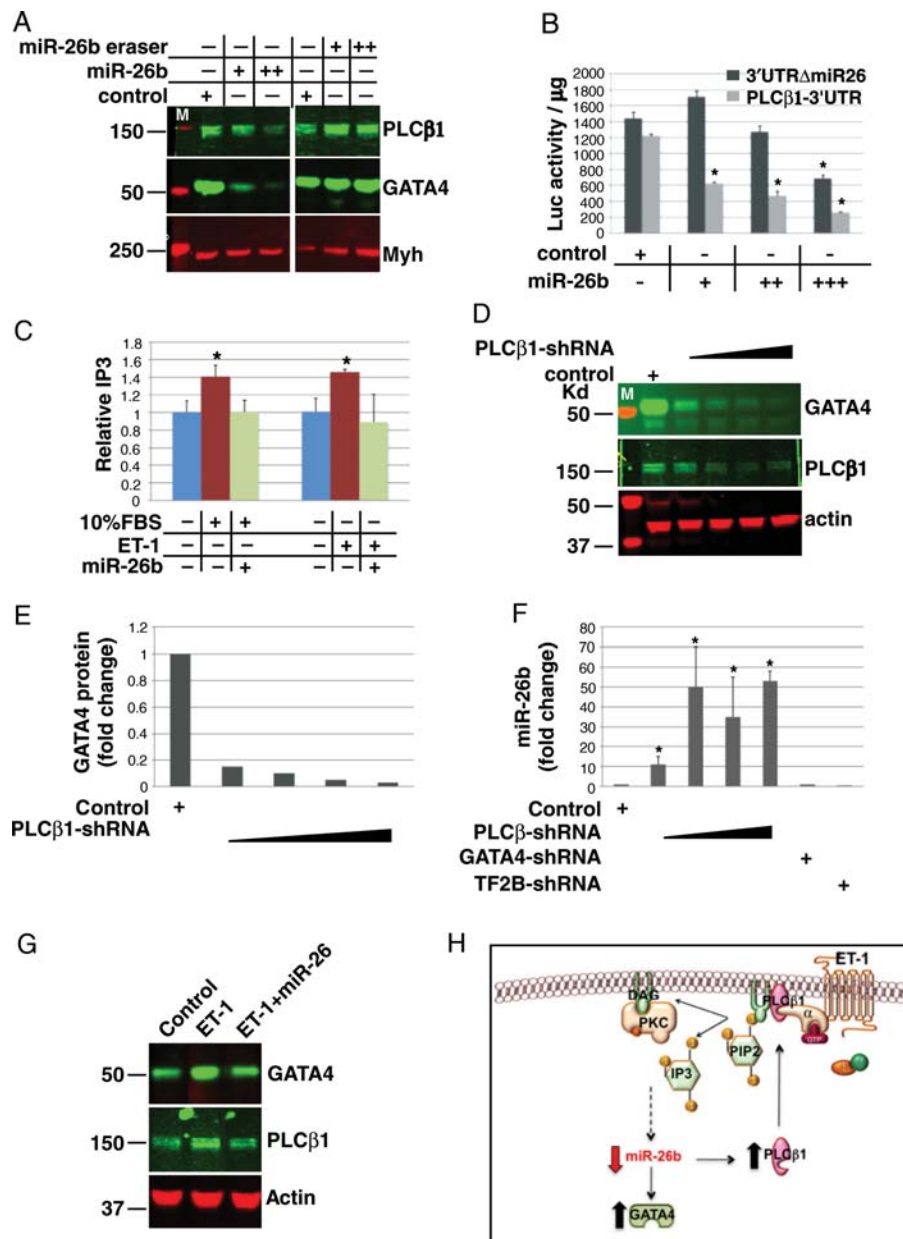 A
miR-26b eraser − − − − + ++
miR-26b − + ++ − − −
control + − − + − −
M
150 PLCβ1
50 GATA4
250 Myh
B
3′UTRΔmiR26
PLCβ1-3'UTR
Luc activity / µg
2000
1800
1600
1400
1200
1000
800
600
400
200
0
* * * *
control + - - -
miR-26b - + ++ +++
C
Relative IP3
1.8
1.6
1.4
1.2
1
0.8
0.6
0.4
0.2
0
* *
10%FBS − + + − − −
ET-1 − − − − + +
miR-26b − − + − − +
D
PLCβ1-shRNA
control +
Kd
M
50 GATA4
150 PLCβ1
50
actin
37
E
GATA4 protein
(fold change)
1.2
1
0.8
0.6
0.4
0.2
0
Control +
PLCβ1-shRNA
F
miR-26b
(fold change)
80
70
60
50
40
30
20
10
0
* * * *
Control +
PLCβ-shRNA
GATA4-shRNA +
TF2B-shRNA +
G
Control
ET-1
ET-1+miR-26
50 GATA4
150 PLCβ1
Actin
37
H
ET-1
DAG
PKC
PLCβ1
α
PIP2
IP3
miR-26b
PLCβ1
GATA4